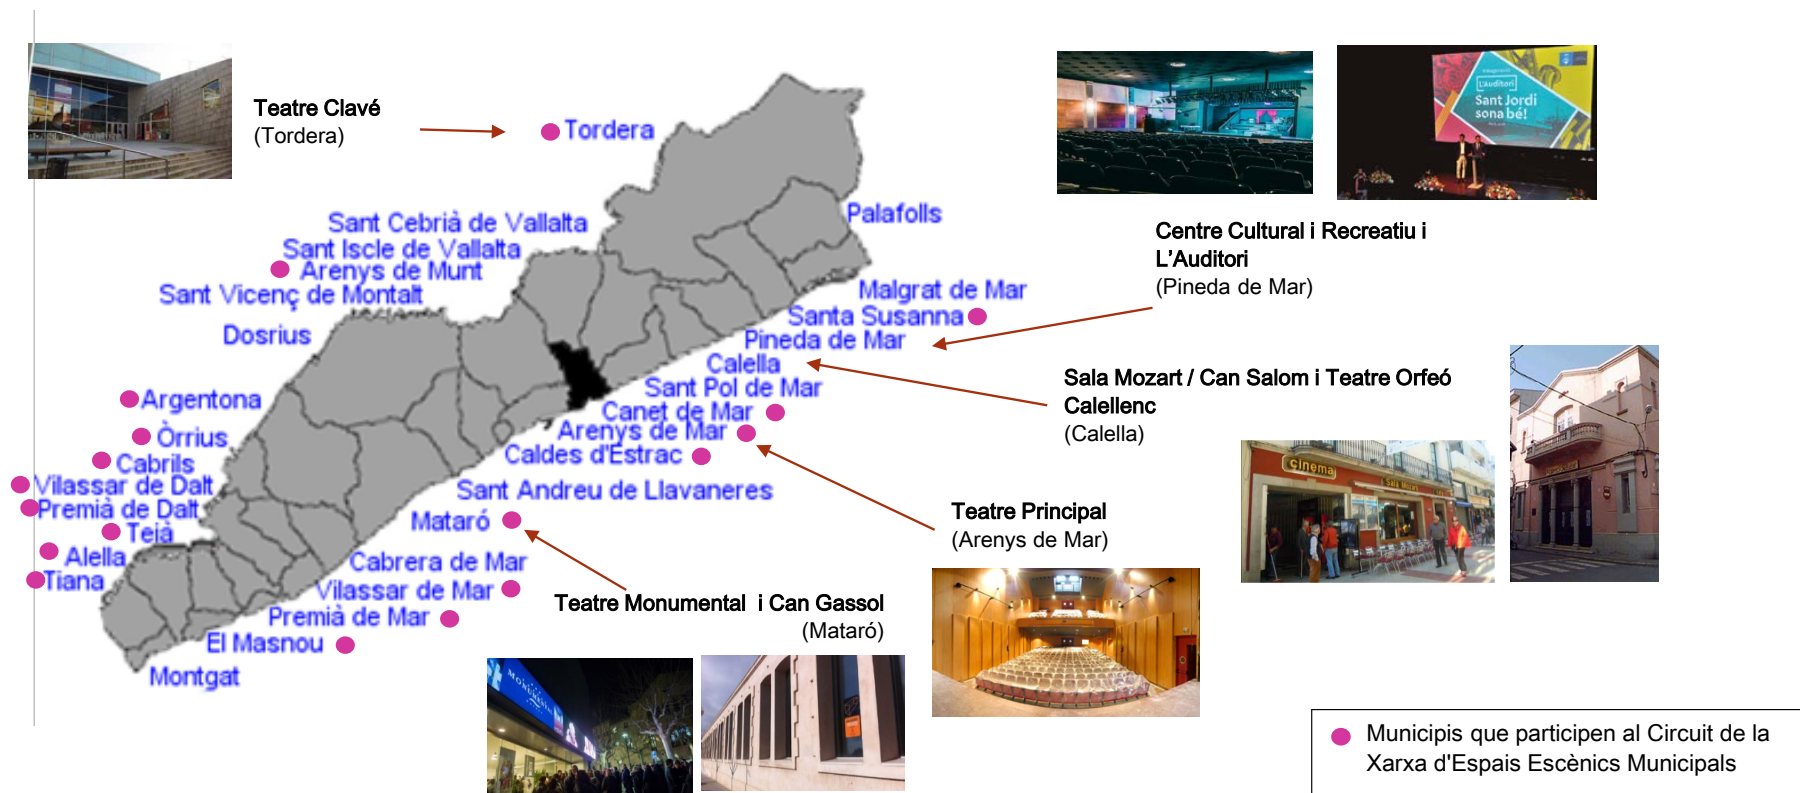 Teatre Clavé
(Tordera)
Tordera
Sant Cebrià de Vallalta
Sant Iscle de Vallalta
Arenys de Munt
Sant Vicenç de Montalt
Dosrius
Argentona
Òrrius
Cabrils
Vilassar de Dalt
Premià de Dalt
Teià
Alella
Tiana
Palafolls
Malgrat de Mar
Santa Susanna
Pineda de Mar
Calella
Sant Pol de Mar
Canet de Mar
Arenys de Mar
Caldes d'Estrac
Sant Andreu de Llavaneres
Mataró
Cabrera de Mar
Vilassar de Mar
Premià de Mar
El Masnou
Montgat
L'Auditori
Sant Jordi
sona bé!
Centre Cultural i Recreatiu i
L'Auditori
(Pineda de Mar)
Sala Mozart / Can Salom i Teatre Orfeó
Calellenc
(Calella)
cinema
Sala Mozart
Teatre Principal
(Arenys de Mar)
Teatre Monumental i Can Gassol
(Mataró)
MONUMENTAL
Municipis que participen al Circuit de la
Xarxa d'Espais Escènics Municipals